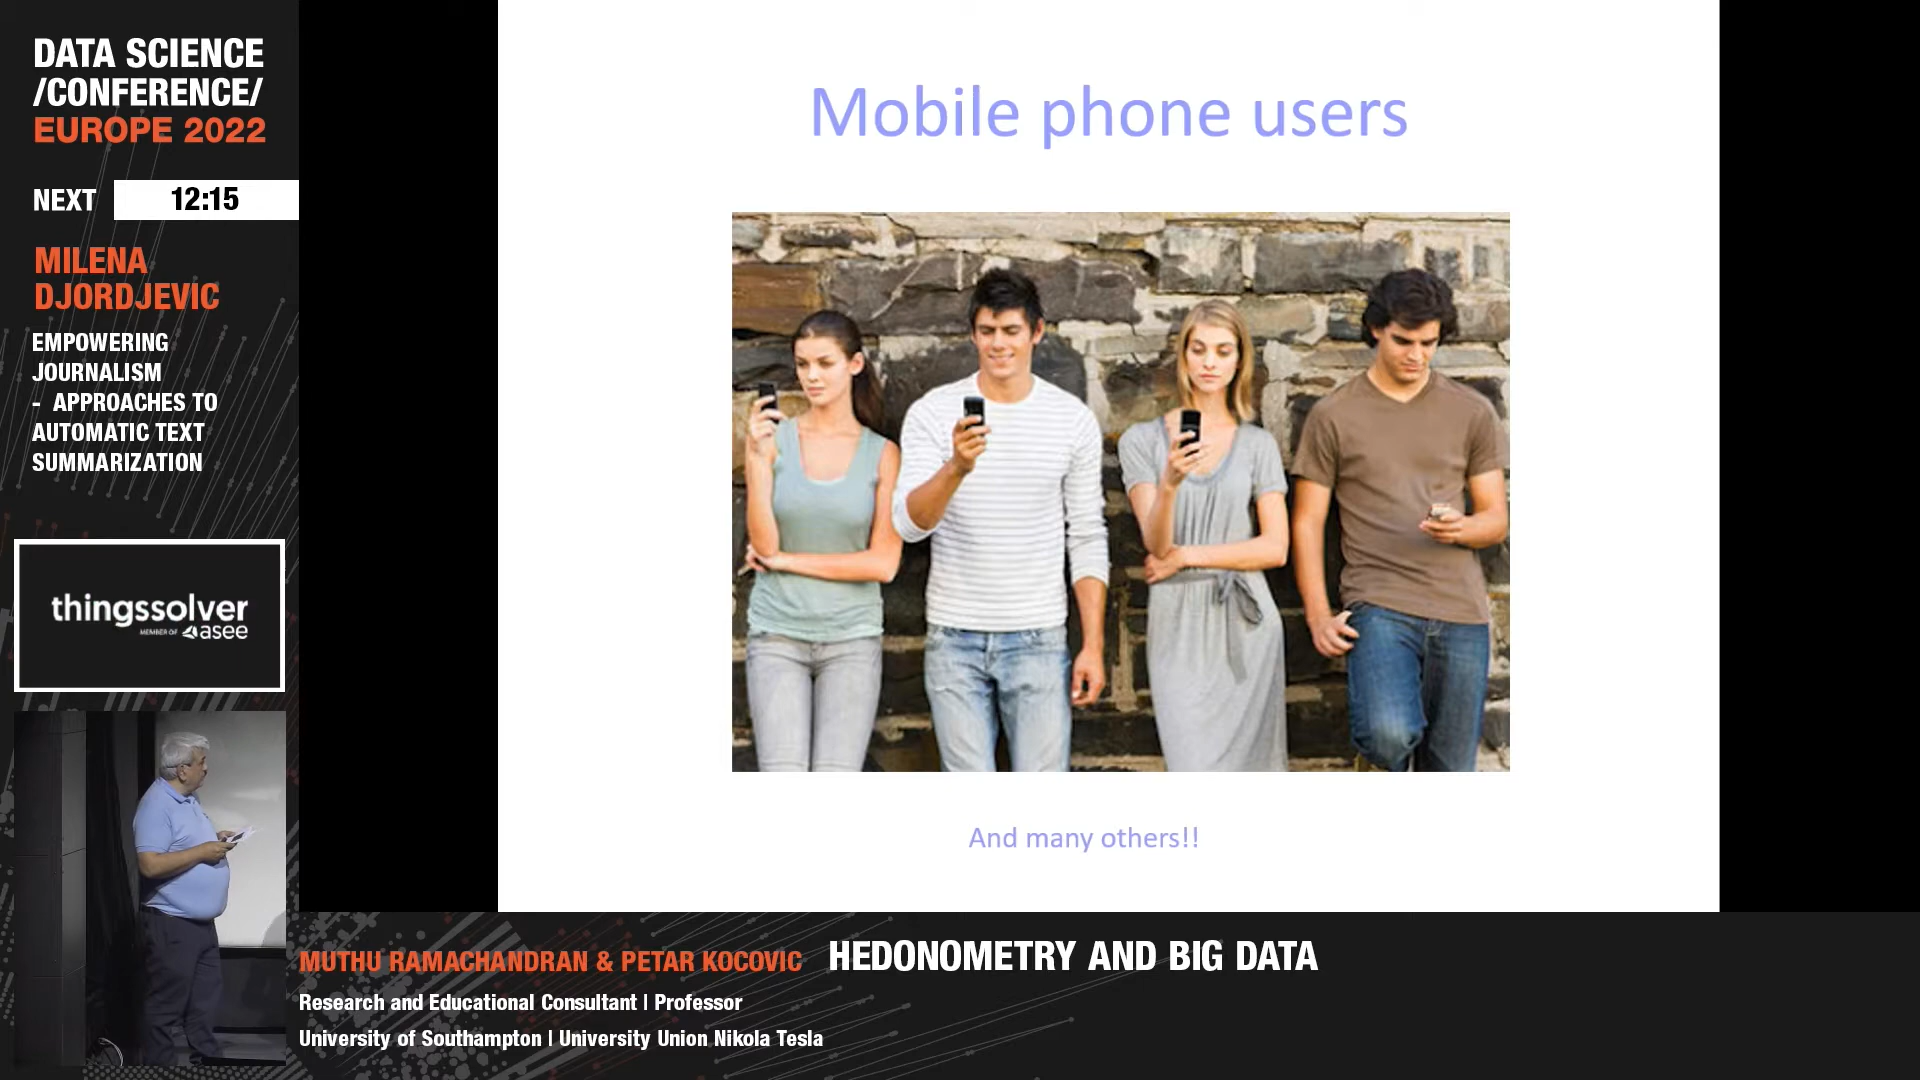 DATA SCIENCE
/CONFERENCE/
EUROPE 2022
NEXT 12:15
MILENA
DJORDJEVIC
EMPOWERING
JOURNALISM
- APPROACHES TO
AUTOMATIC TEXT
SUMMARIZATION
thingssolver
MEMBER OF asee
Mobile phone users
And many others!!
MUTHU RAMACHANDRAN & PETAR KOCOVIC HEDONOMETRY AND BIG DATA
Research and Educational Consultant | Professor
University of Southampton | University Union Nikola Tesla